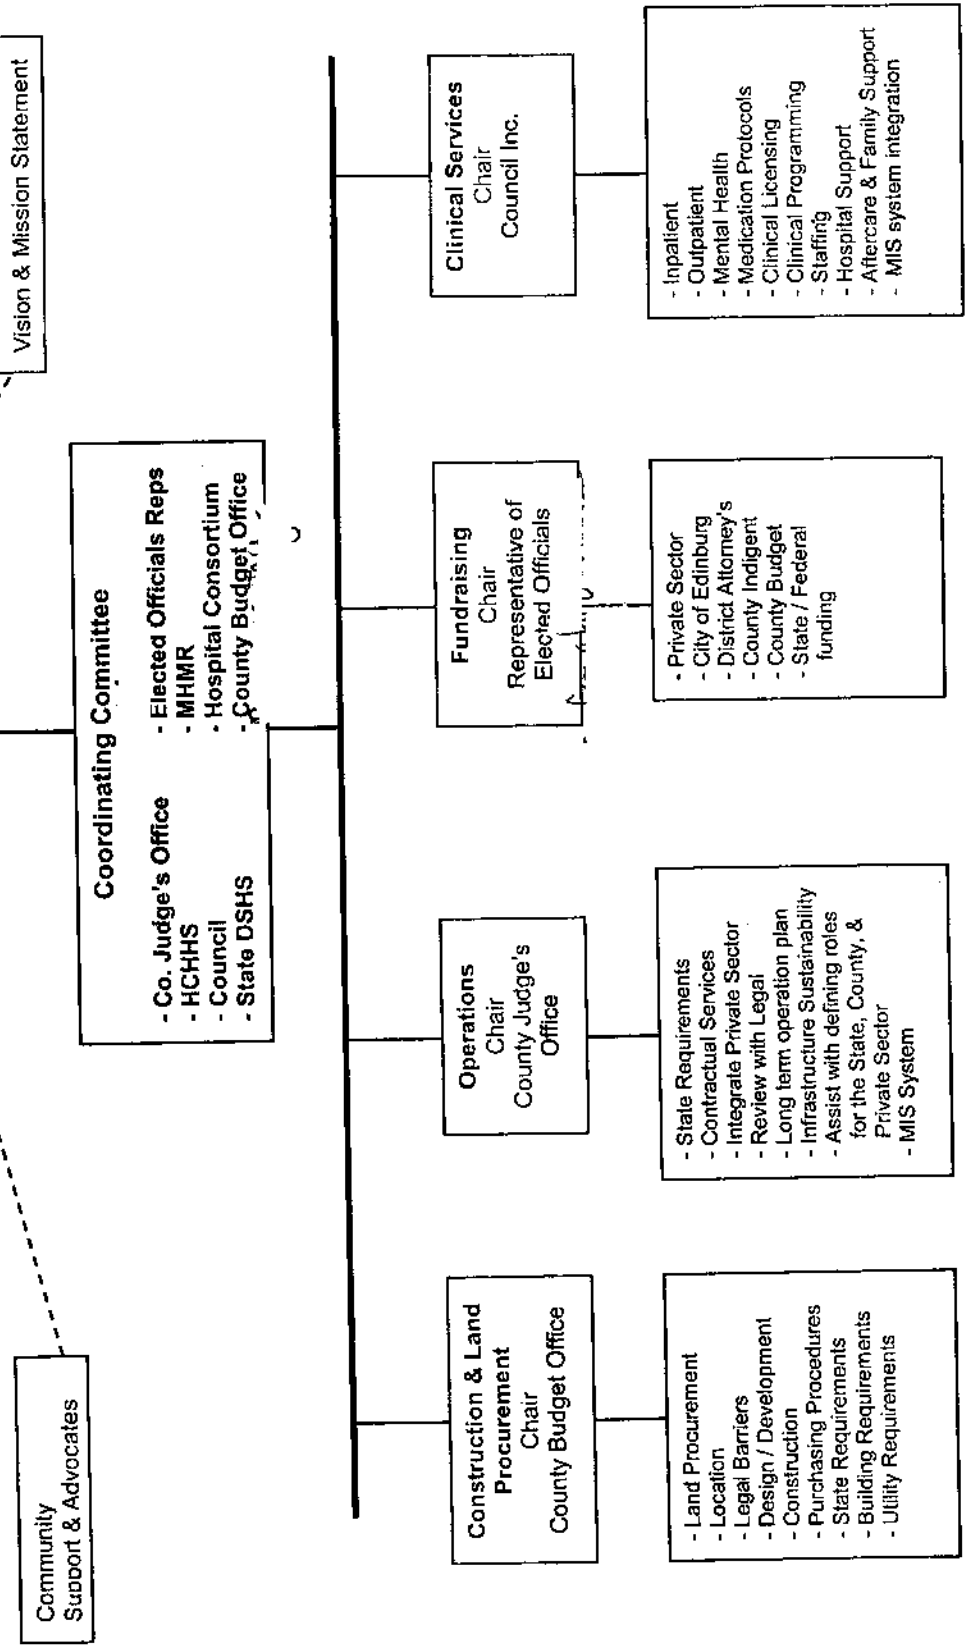 Community
Support & Advocates
Vision & Mission Statement
Coordinating Committee
- Co. Judge's Office
- HCHHS
- Council
- State DSHS
- Elected Officials Reps
- MHMR
- Hospital Consortium
- County Budget Office
Construction & Land
Procurement
Chair
County Budget Office
- Land Procurement
- Location
- Legal Barriers
- Design / Development
- Construction
- Purchasing Procedures
- State Requirements
- Building Requirements
- Utility Requirements
Operations
Chair
County Judge's
Office
- State Requirements
- Contractual Services
- Integrate Private Sector
- Review with Legal
- Long term operation plan
- Infrastructure Sustainability
- Assist with defining roles
for the State, County, &
Private Sector
- MIS System
Fundraising
Chair
Representative of
Elected Officials
- Private Sector
- City of Edinburg
- District Attorney's
- County Indigent
- County Budget
- State / Federal
funding
Clinical Services
Chair
Council Inc.
- Inpatient
- Outpatient
- Mental Health
- Medication Protocols
- Clinical Licensing
- Clinical Programming
- Staffing
- Hospital Support
- Aftercare & Family Support
- MIS system integration